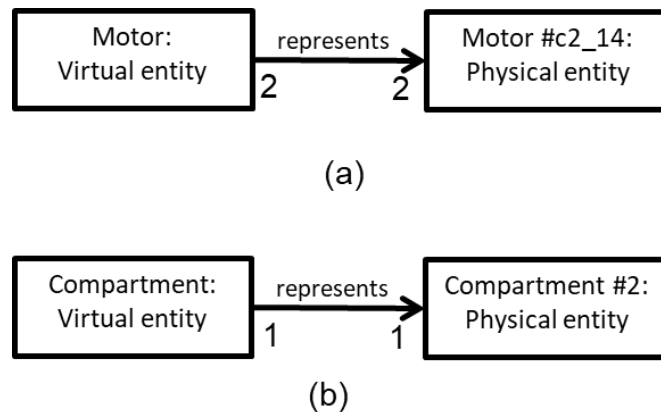 Motor:
Virtual entity
represents
2
2
Motor #c2_14:
Physical entity
(a)
Compartment:
Virtual entity
represents
1
1
Compartment #2:
Physical entity
(b)